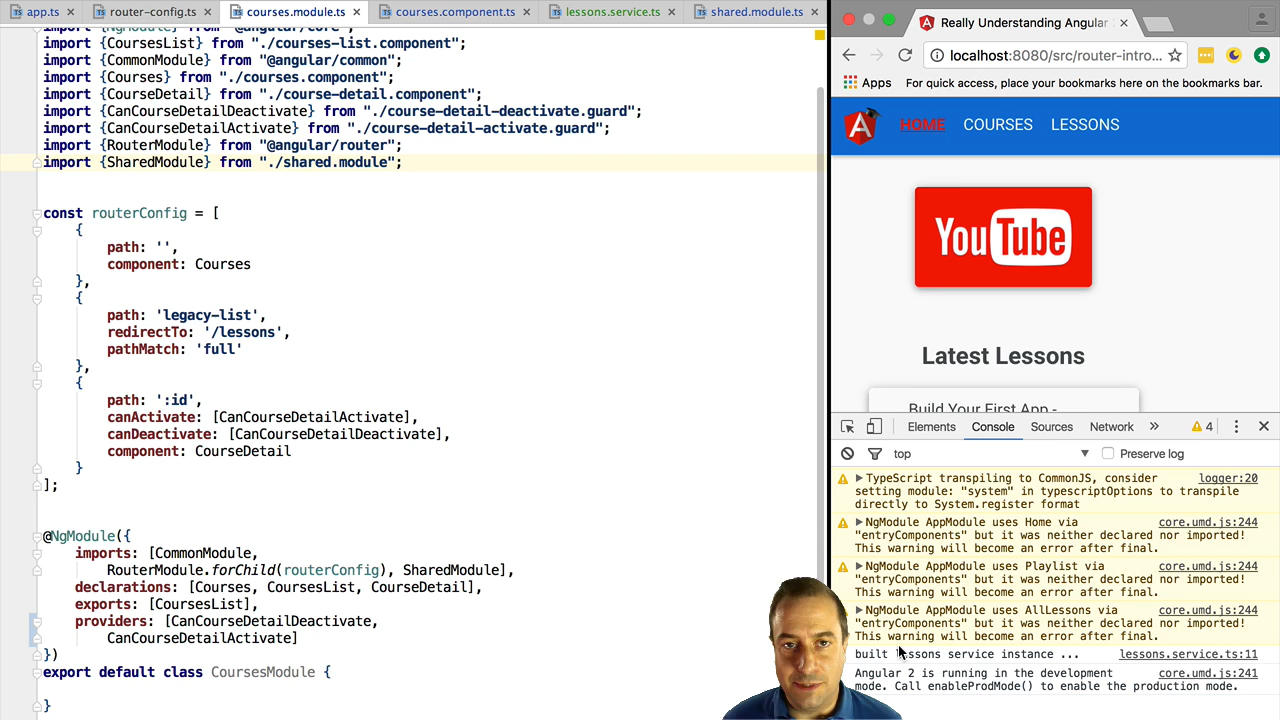 app.ts
router-config.ts
courses.module.ts
courses.component.ts
lessons.service.ts
shared.module.ts
import {NgModule} from "@angular/core";
import {CoursesList} from "./courses-list.component";
import {CommonModule} from "@angular/common";
import {Courses} from "./courses.component";
import {CourseDetail} from "./course-detail.component";
import {CanCourseDetailDeactivate} from "./course-detail-deactivate.guard";
import {CanCourseDetailActivate} from "./course-detail-activate.guard";
import {RouterModule} from "@angular/router";
import {SharedModule} from "./shared.module";
const routerConfig = [
{
path: '',
component: Courses
},
{
path: 'legacy-list',
redirectTo: '/lessons',
pathMatch: 'full'
},
{
path: ':id',
canActivate: [CanCourseDetailActivate],
canDeactivate: [CanCourseDetailDeactivate],
component: CourseDetail
}
];
@NgModule({
imports: [CommonModule,
RouterModule.forChild(routerConfig), SharedModule],
declarations: [Courses, CoursesList, CourseDetail],
exports: [CoursesList],
providers: [CanCourseDetailDeactivate,
CanCourseDetailActivate]
})
export default class CoursesModule {
}
Really Understanding Angular
localhost:8080/src/router-intro...
Apps
For quick access, place your bookmarks here on the bookmarks bar.
HOME
COURSES
LESSONS
YouTube
Latest Lessons
Build Your First App -
Elements
Console
Sources
Network
4
top
Preserve log
TypeScript transpiling to CommonJS, consider logger:20
setting module: "system" in typescriptOptions to transpile
directly to System.register format
NgModule AppModule uses Home via core.umd.js:244
"entryComponents" but it was neither declared nor imported!
This warning will become an error after final.
NgModule AppModule uses Playlist via core.umd.js:244
"entryComponents" but it was neither declared nor imported!
This warning will become an error after final.
NgModule AppModule uses AllLessons via core.umd.js:244
"entryComponents" but it was neither declared nor imported!
This warning will become an error after final.
built lessons service instance ... lessons.service.ts:11
Angular 2 is running in the development core.umd.js:241
mode. Call enableProdMode() to enable the production mode.